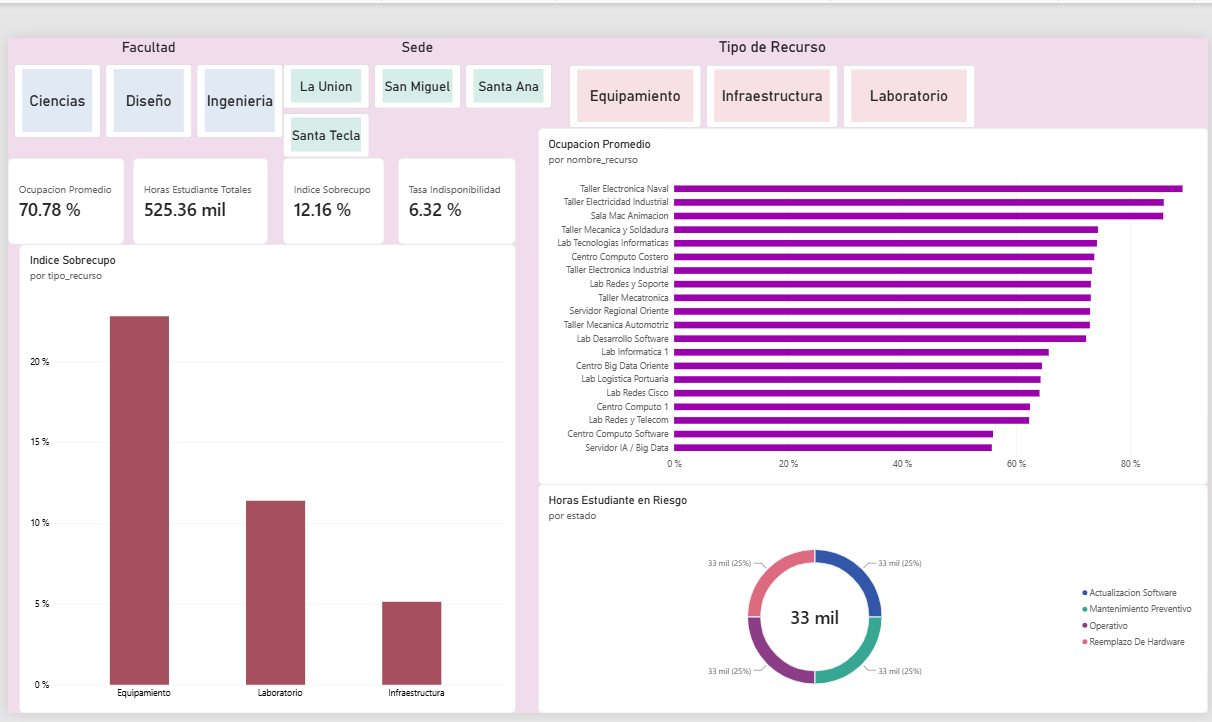 Facultad
Sede
Tipo de Recurso
Ciencias
Diseño
Ingenieria
La Union
San Miguel
Santa Ana
Santa Tecla
Equipamiento
Infraestructura
Laboratorio
Ocupacion Promedio
70.78 %
Horas Estudiante Totales
525.36 mil
Indice Sobrecupo
12.16 %
Tasa Indisponibilidad
6.32 %
Indice Sobrecupo
por tipo_recurso
20 %
15 %
10 %
5 %
0 %
Equipamiento
Laboratorio
Infraestructura
Ocupacion Promedio
por nombre_recurso
Taller Electronica Naval
Taller Electricidad Industrial
Sala Mac Animacion
Taller Mecanica y Soldadura
Lab Tecnologias Informaticas
Centro Computo Costero
Taller Electronica Industrial
Lab Redes y Soporte
Taller Mecatronica
Servidor Regional Oriente
Taller Mecanica Automotriz
Lab Desarrollo Software
Lab Informatica 1
Centro Big Data Oriente
Lab Logistica Portuaria
Lab Redes Cisco
Centro Computo 1
Lab Redes y Telecom
Centro Computo Software
Servidor IA / Big Data
0 %
20 %
40 %
60 %
80 %
Horas Estudiante en Riesgo
por estado
33 mil (25%)
33 mil (25%)
33 mil
33 mil (25%)
33 mil (25%)
Actualizacion Software
Mantenimiento Preventivo
Operativo
Reemplazo De Hardware